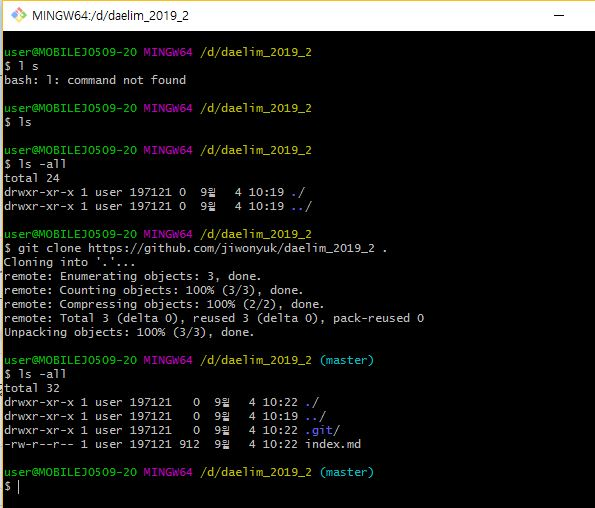 MINGW64:/d/daelim_2019_2
user@MOBILEJO509-20 MINGW64 /d/daelim_2019_2
$ l s
bash: l: command not found
user@MOBILEJO509-20 MINGW64 /d/daelim_2019_2
$ ls
user@MOBILEJO509-20 MINGW64 /d/daelim_2019_2
$ ls -all
total 24
drwxr-xr-x 1 user 197121 0  9월   4 10:19 ./
drwxr-xr-x 1 user 197121 0  9월   4 10:19 ../
user@MOBILEJO509-20 MINGW64 /d/daelim_2019_2
$ git clone https://github.com/jiwonyuk/daelim_2019_2 .
Cloning into '.'...
remote: Enumerating objects: 3, done.
remote: Counting objects: 100% (3/3), done.
remote: Compressing objects: 100% (2/2), done.
remote: Total 3 (delta 0), reused 3 (delta 0), pack-reused 0
Unpacking objects: 100% (3/3), done.
user@MOBILEJO509-20 MINGW64 /d/daelim_2019_2 (master)
$ ls -all
total 32
drwxr-xr-x 1 user 197121   0  9월   4 10:22 ./
drwxr-xr-x 1 user 197121   0  9월   4 10:19 ../
drwxr-xr-x 1 user 197121   0  9월   4 10:22 .git/
-rw-r--r-- 1 user 197121 912  9월   4 10:22 index.md
user@MOBILEJO509-20 MINGW64 /d/daelim_2019_2 (master)
$